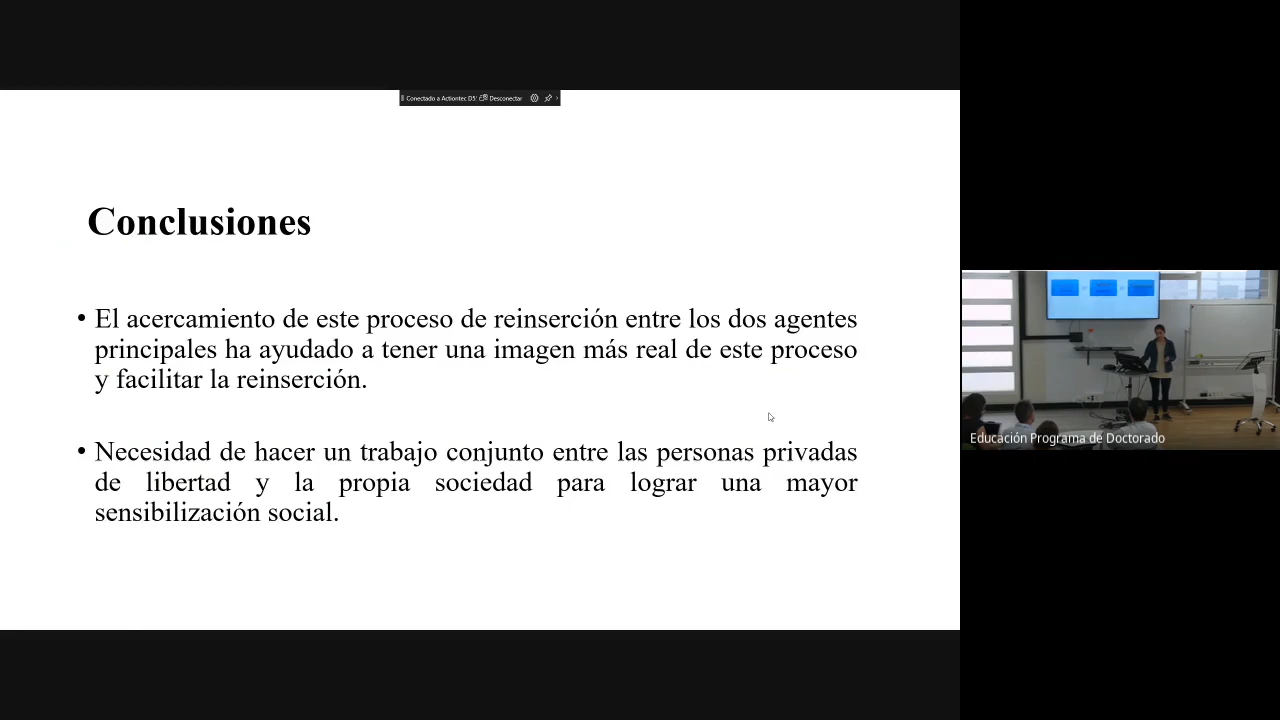 Conectado a Actiontec D5 Desconectar
Conclusiones
• El acercamiento de este proceso de reinserción entre los dos agentes
principales ha ayudado a tener una imagen más real de este proceso
y facilitar la reinserción.
• Necesidad de hacer un trabajo conjunto entre las personas privadas
de libertad y la propia sociedad para lograr una mayor
sensibilización social.
Educación Programa de Doctorado